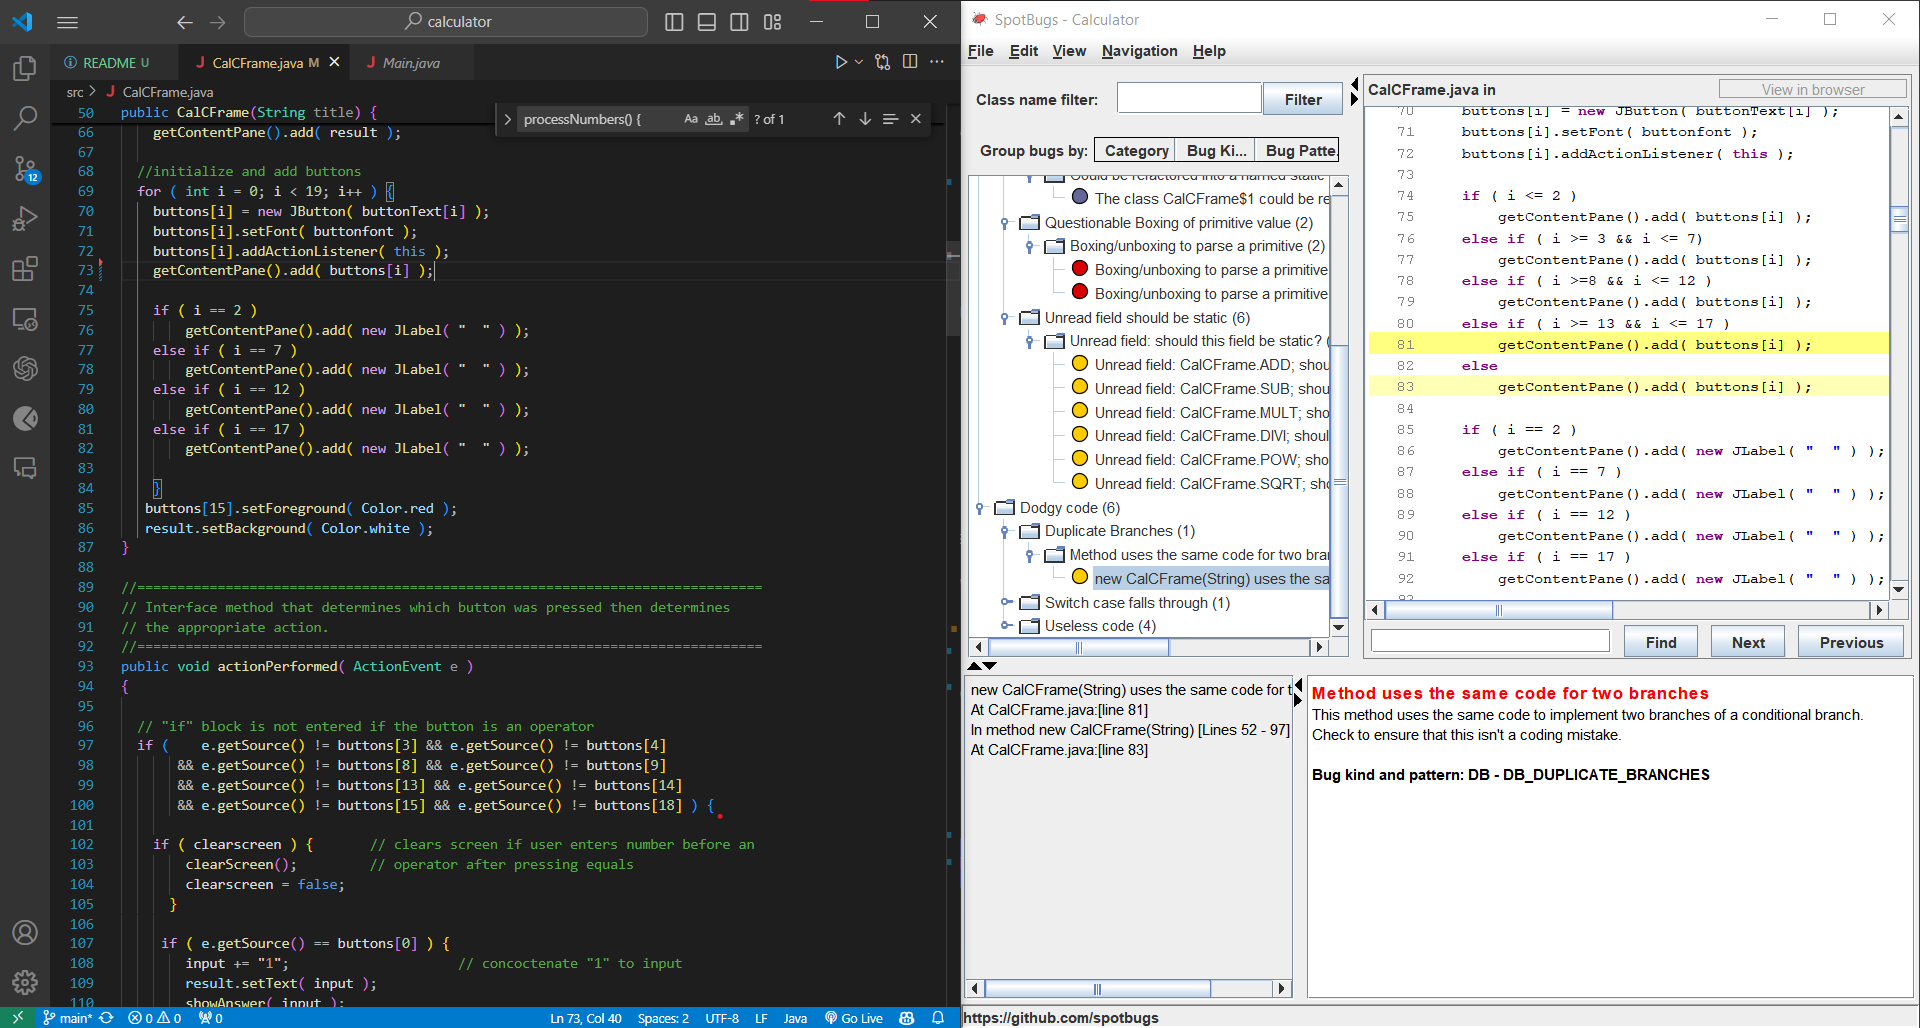 calculator
README U
CalCFrame.java M
Main.java
src > CalCFrame.java
processNumbers() {
Aa ab .* ? of 1
50 public CalCFrame(String title) {
66 getContentPane().add( result );
67
68 //initialize and add buttons
69 for ( int i = 0; i < 19; i++ ) {
70 buttons[i] = new JButton( buttonText[i] );
71 buttons[i].setFont( buttonfont );
72 buttons[i].addActionListener( this );
73 getContentPane().add( buttons[i] );
74
75 if ( i == 2 )
76 getContentPane().add( new JLabel( "  " ) );
77 else if ( i == 7 )
78 getContentPane().add( new JLabel( "  " ) );
79 else if ( i == 12 )
80 getContentPane().add( new JLabel( "  " ) );
81 else if ( i == 17 )
82 getContentPane().add( new JLabel( "  " ) );
83
84 }
85 buttons[15].setForeground( Color.red );
86 result.setBackground( Color.white );
87 }
88
89 //==============================================================================
90 // Interface method that determines which button was pressed then determines
91 // the appropriate action.
92 //==============================================================================
93 public void actionPerformed( ActionEvent e )
94 {
95
96 // "if" block is not entered if the button is an operator
97 if (    e.getSource() != buttons[3] && e.getSource() != buttons[4]
98 && e.getSource() != buttons[8] && e.getSource() != buttons[9]
99 && e.getSource() != buttons[13] && e.getSource() != buttons[14]
100 && e.getSource() != buttons[15] && e.getSource() != buttons[18] ) {
101
102 if ( clearscreen ) {       // clears screen if user enters number before an
103 clearScreen();         // operator after pressing equals
104 clearscreen = false;
105 }
106
107 if ( e.getSource() == buttons[0] ) {
108 input += "1";                     // concoctenate "1" to input
109 result.setText( input );
110 showAnswer( input );
12
main*
0 0
0
Ln 73, Col 40
Spaces: 2
UTF-8
LF
Java
Go Live
SpotBugs - Calculator
File Edit View Navigation Help
Class name filter:
Filter
Group bugs by:
Category
Bug Ki...
Bug Patte
Could be refactored into a named static
The class CalCFrame$1 could be re
Questionable Boxing of primitive value (2)
Boxing/unboxing to parse a primitive (2)
Boxing/unboxing to parse a primitive
Boxing/unboxing to parse a primitive
Unread field should be static (6)
Unread field: should this field be static? (
Unread field: CalCFrame.ADD; shou
Unread field: CalCFrame.SUB; shou
Unread field: CalCFrame.MULT; sho
Unread field: CalCFrame.DIVI; shoul
Unread field: CalCFrame.POW; sho
Unread field: CalCFrame.SQRT; sho
Dodgy code (6)
Duplicate Branches (1)
Method uses the same code for two bran
new CalCFrame(String) uses the sa
Switch case falls through (1)
Useless code (4)
CalCFrame.java in
View in browser
70 buttons[i] = new JButton( buttonText[i] );
71 buttons[i].setFont( buttonfont );
72 buttons[i].addActionListener( this );
73
74 if ( i <= 2 )
75 getContentPane().add( buttons[i] );
76 else if ( i >= 3 && i <= 7)
77 getContentPane().add( buttons[i] );
78 else if ( i >=8 && i <= 12 )
79 getContentPane().add( buttons[i] );
80 else if ( i >= 13 && i <= 17 )
81 getContentPane().add( buttons[i] );
82 else
83 getContentPane().add( buttons[i] );
84
85 if ( i == 2 )
86 getContentPane().add( new JLabel( "  " ) );
87 else if ( i == 7 )
88 getContentPane().add( new JLabel( "  " ) );
89 else if ( i == 12 )
90 getContentPane().add( new JLabel( "  " ) );
91 else if ( i == 17 )
92 getContentPane().add( new JLabel( "  " ) );
93
Find
Next
Previous
new CalCFrame(String) uses the same code for t
At CalCFrame.java:[line 81]
In method new CalCFrame(String) [Lines 52 - 97]
At CalCFrame.java:[line 83]
Method uses the same code for two branches
This method uses the same code to implement two branches of a conditional branch.
Check to ensure that this isn't a coding mistake.
Bug kind and pattern: DB - DB_DUPLICATE_BRANCHES
https://github.com/spotbugs